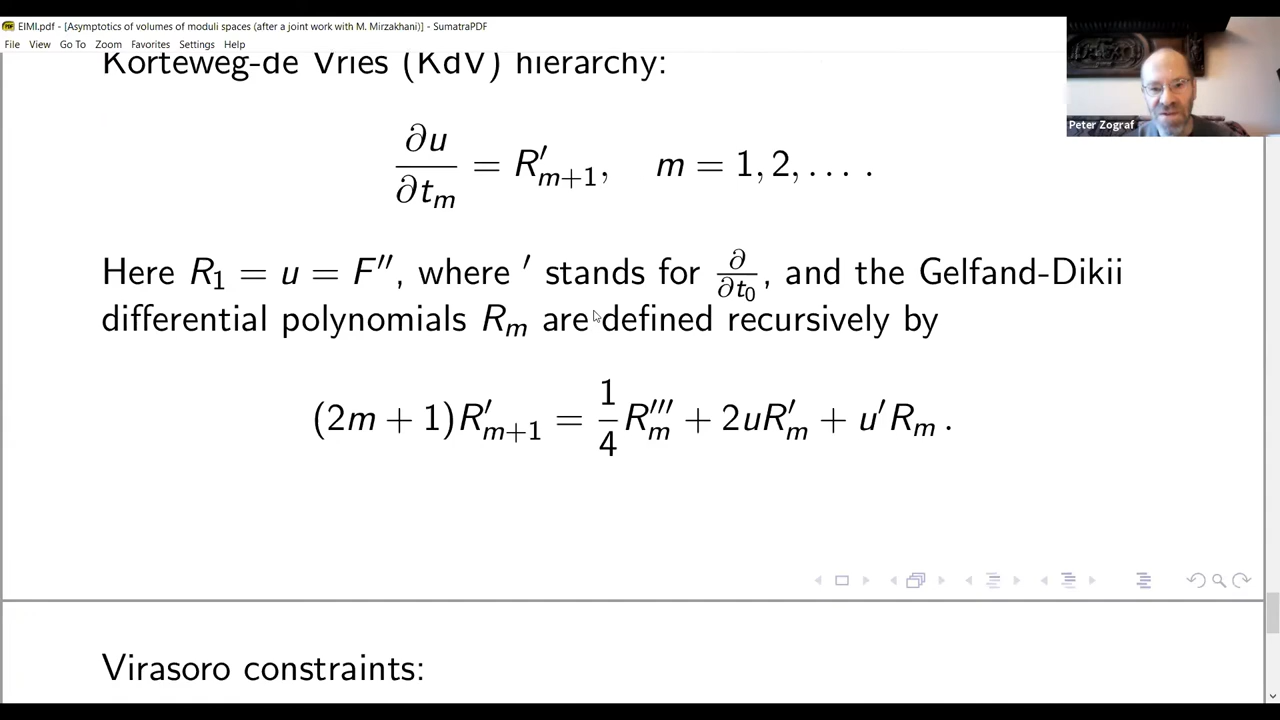 EIMI.pdf - [Asymptotics of volumes of moduli spaces (after a joint work with M. Mirzakhani)] - SumatraPDF
File View Go To Zoom Favorites Settings Help
Korteweg-de Vries (KdV) hierarchy:
∂u/∂t_m = R′_{m+1}, m = 1, 2, . . . .
Here R_1 = u = F″, where ′ stands for ∂/∂t_0, and the Gelfand-Dikii
differential polynomials R_m are defined recursively by
(2m + 1)R′_{m+1} = 1/4 R‴_m + 2uR′_m + u′R_m .
Virasoro constraints:
Peter Zograf